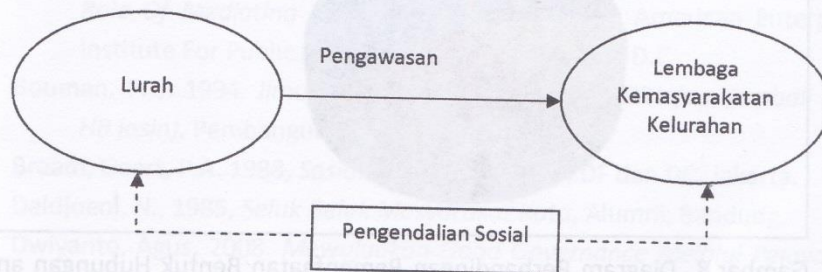 Pengawasan
Lurah
Lembaga
Kemasyarakatan
Kelurahan
Pengendalian Sosial